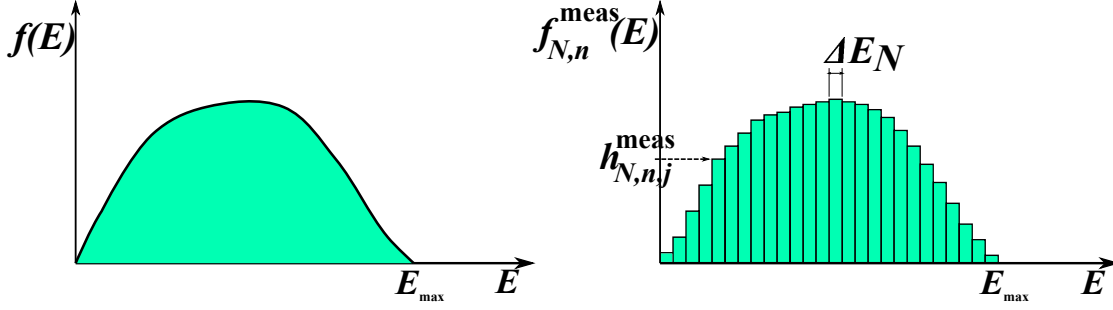 f(E)
E_max
E
f_{N,n}^{meas}(E)
ΔE_N
h_{N,n,j}^{meas}
E_max
E